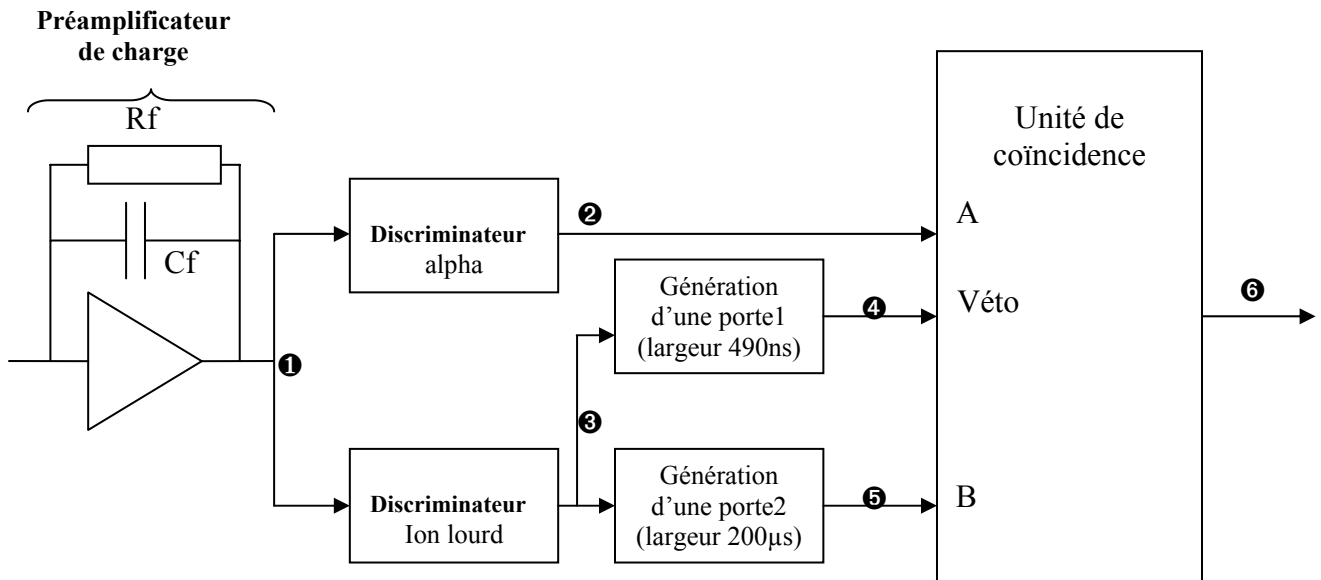 Préamplificateur
de charge
Rf
Cf
❶
Discriminateur
alpha
❷
Discriminateur
Ion lourd
❸
Génération
d’une porte1
(largeur 490ns)
❹
Génération
d’une porte2
(largeur 200µs)
❺
Unité de
coïncidence
A
Véto
B
❻